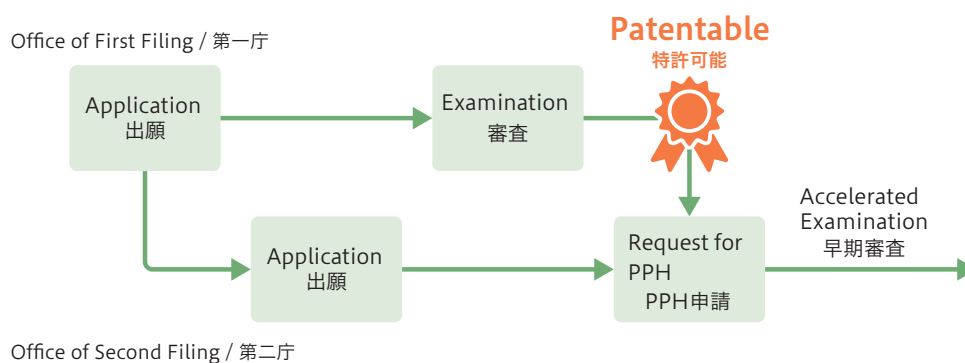 Office of First Filing / 第一庁
Patentable
特許可能
Application
出願
Examination
審査
Application
出願
Request for
PPH
PPH申請
Accelerated
Examination
早期審査
Office of Second Filing / 第二庁